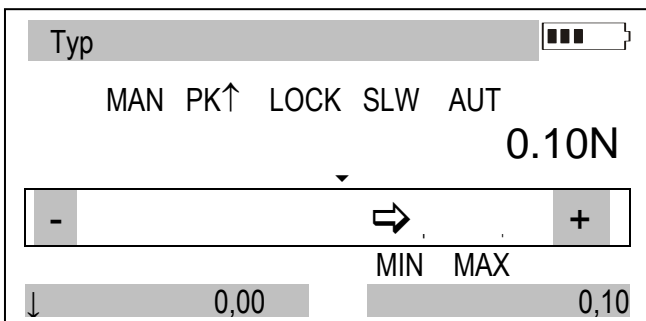 Typ
MAN PK↑ LOCK SLW AUT
0.10N
- +
MIN MAX
↓ 0,00 0,10